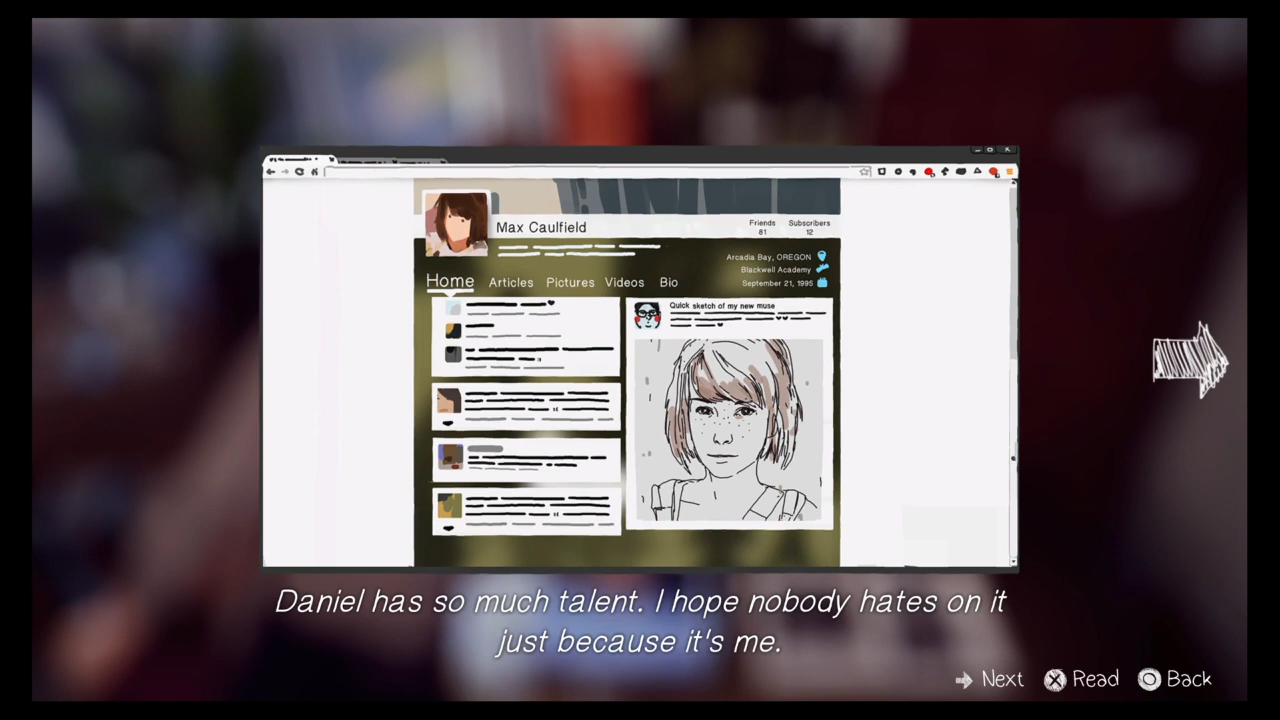 Max Caulfield
Friends
81
Subscribers
12
Arcadia Bay, OREGON
Blackwell Academy
September 21, 1995
Home Articles Pictures Videos Bio
Quick sketch of my new muse
Daniel has so much talent. I hope nobody hates on it
just because it's me.
Next Read Back